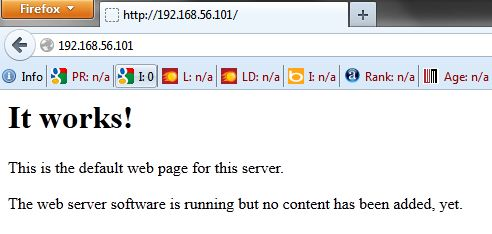 Firefox
http://192.168.56.101/
192.168.56.101
Info PR: n/a I: 0 L: n/a LD: n/a I: n/a Rank: n/a Age: n/a
It works!
This is the default web page for this server.
The web server software is running but no content has been added, yet.